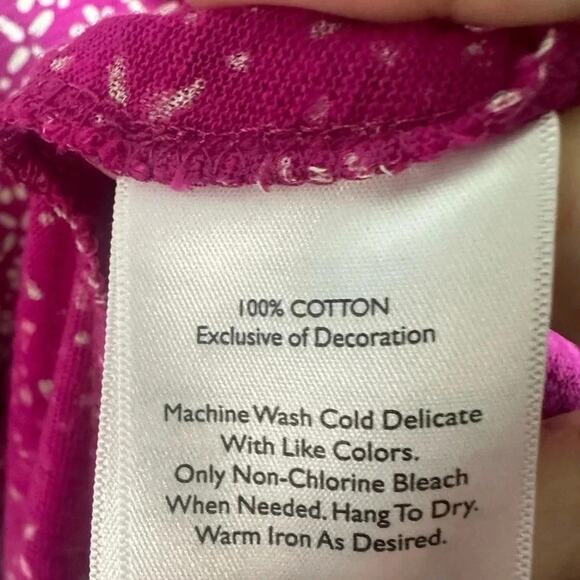 100% COTTON
Exclusive of Decoration
Machine Wash Cold Delicate
With Like Colors.
Only Non-Chlorine Bleach
When Needed. Hang To Dry.
Warm Iron As Desired.